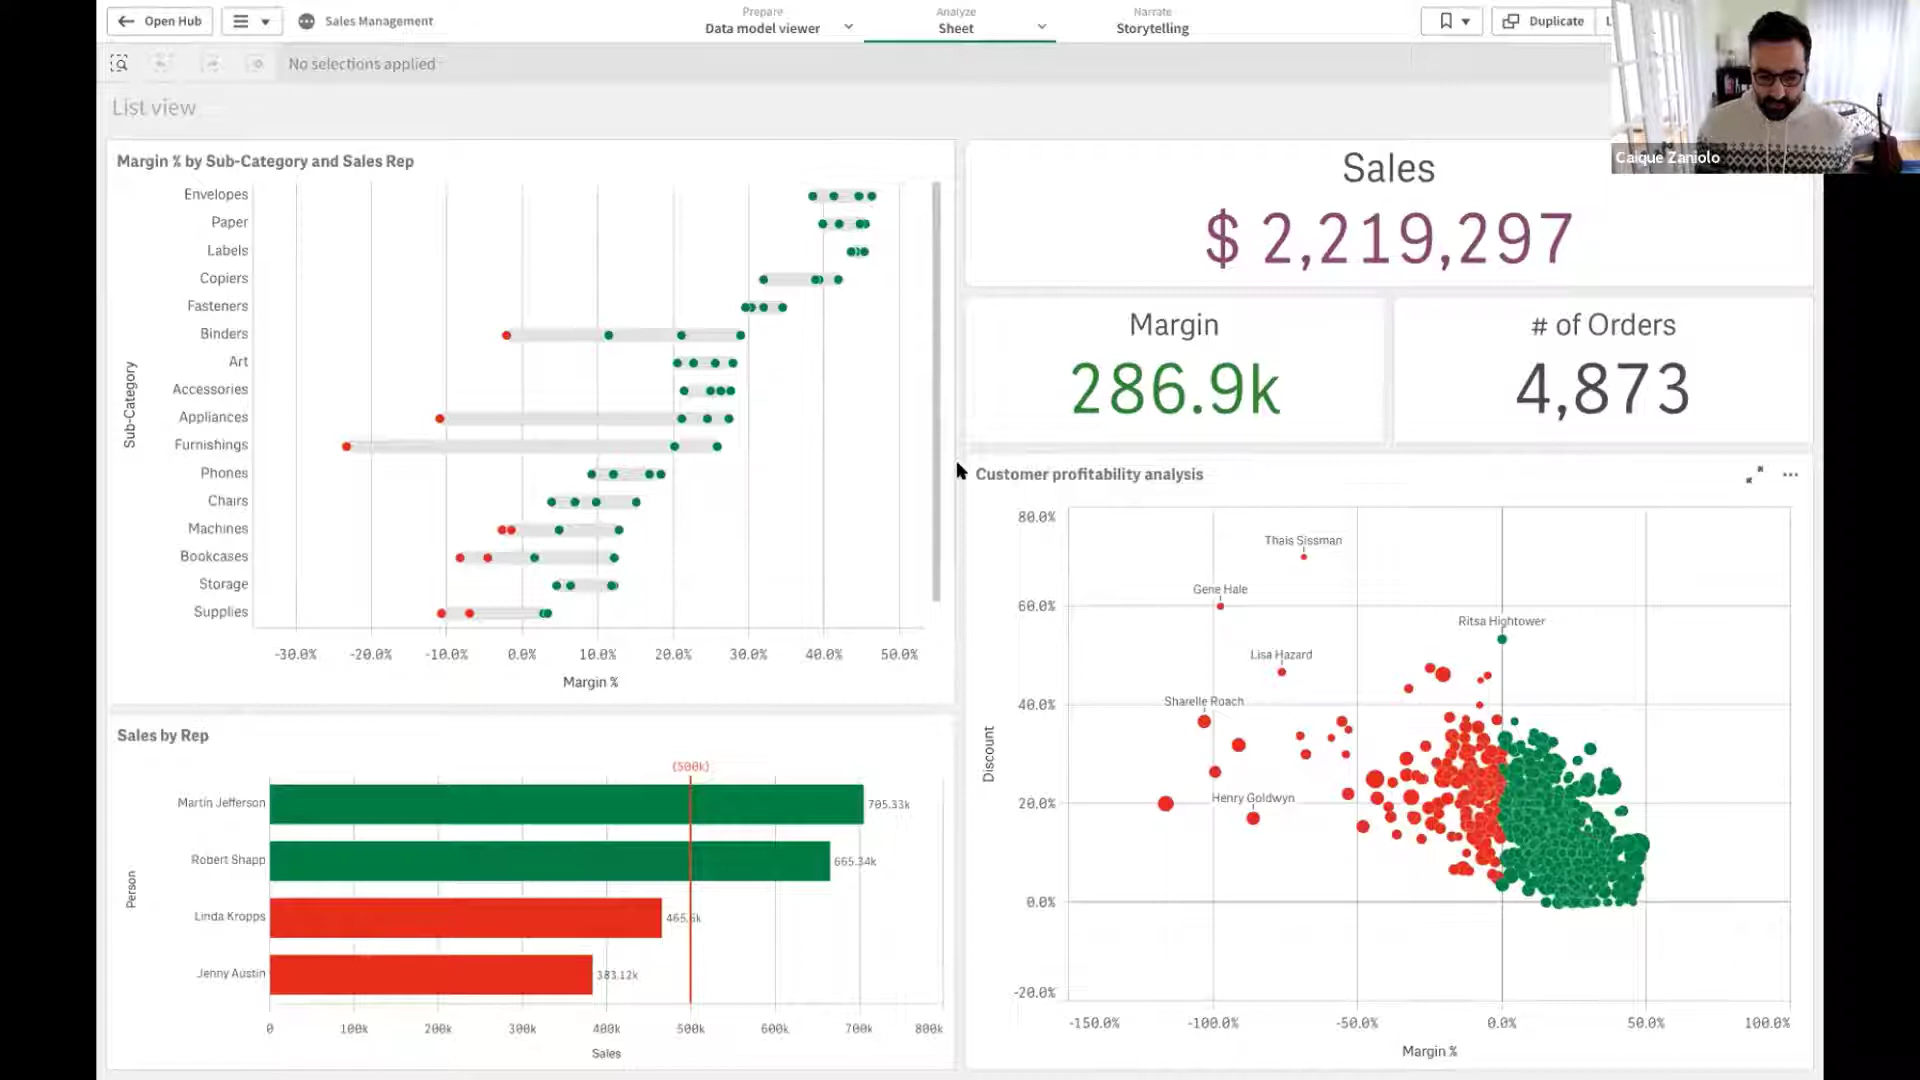 Open Hub
Sales Management
Prepare
Data model viewer
Analyze
Sheet
Narrate
Storytelling
Duplicate
No selections applied
List view
Caique Zaniolo
Margin % by Sub-Category and Sales Rep
Sub-Category
Envelopes
Paper
Labels
Copiers
Fasteners
Binders
Art
Accessories
Appliances
Furnishings
Phones
Chairs
Machines
Bookcases
Storage
Supplies
-30.0% -20.0% -10.0% 0.0% 10.0% 20.0% 30.0% 40.0% 50.0%
Margin %
Sales
$ 2,219,297
Margin
286.9k
# of Orders
4,873
Sales by Rep
(500k)
Person
Martin Jefferson 705.33k
Robert Shapp 665.34k
Linda Kropps
Jenny Austin 383.12k
0 100k 200k 300k 400k 500k 600k 700k 800k
Sales
Customer profitability analysis
Discount
80.0%
60.0%
40.0%
20.0%
0.0%
-20.0%
Thais Sissman
Gene Hale
Ritsa Hightower
Lisa Hazard
Sharelle Roach
Henry Goldwyn
-150.0% -100.0% -50.0% 0.0% 50.0% 100.0%
Margin %